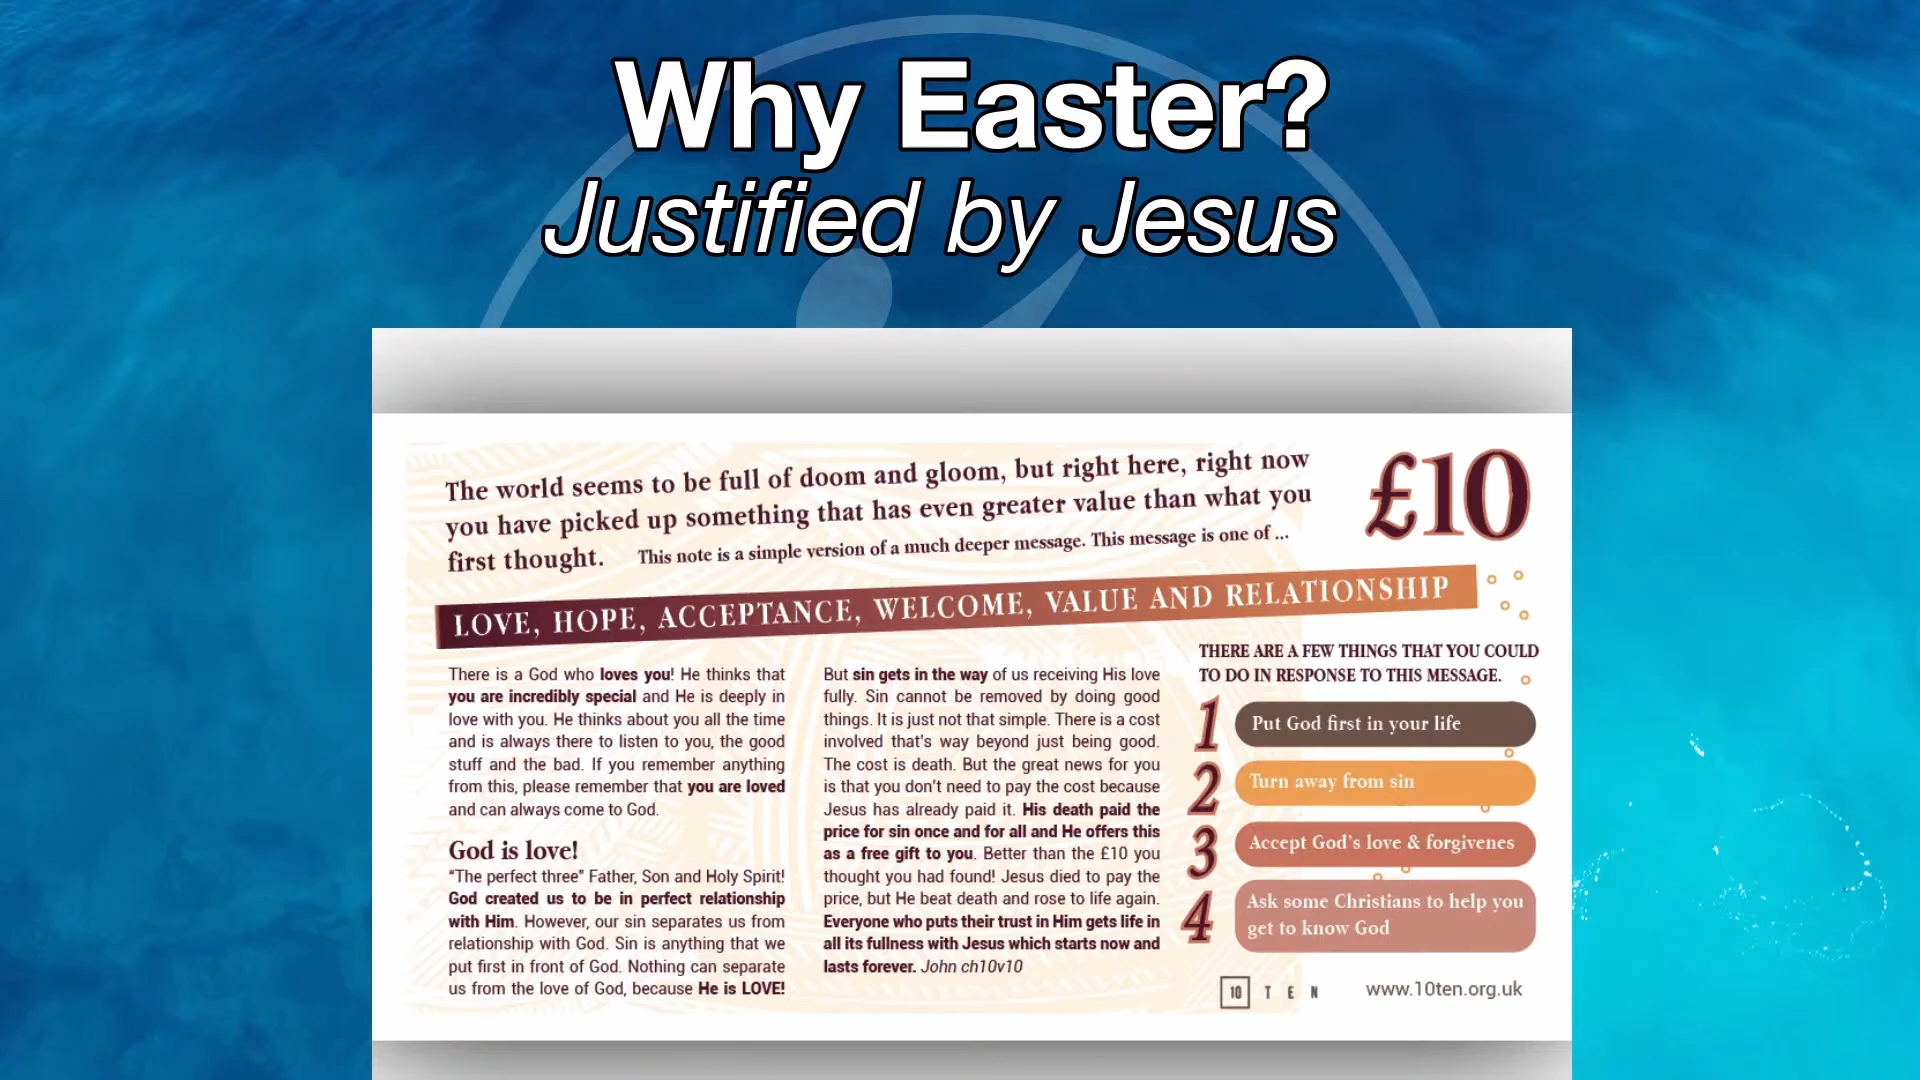 Why Easter?
Justified by Jesus
The world seems to be full of doom and gloom, but right here, right now
you have picked up something that has even greater value than what you
first thought. This note is a simple version of a much deeper message. This message is one of ...
£10
LOVE, HOPE, ACCEPTANCE, WELCOME, VALUE AND RELATIONSHIP
There is a God who loves you! He thinks that
you are incredibly special and He is deeply in
love with you. He thinks about you all the time
and is always there to listen to you, the good
stuff and the bad. If you remember anything
from this, please remember that you are loved
and can always come to God.
God is love!
"The perfect three" Father, Son and Holy Spirit!
God created us to be in perfect relationship
with Him. However, our sin separates us from
relationship with God. Sin is anything that we
put first in front of God. Nothing can separate
us from the love of God, because He is LOVE!
But sin gets in the way of us receiving His love
fully. Sin cannot be removed by doing good
things. It is just not that simple. There is a cost
involved that's way beyond just being good.
The cost is death. But the great news for you
is that you don't need to pay the cost because
Jesus has already paid it. His death paid the
price for sin once and for all and He offers this
as a free gift to you. Better than the £10 you
thought you had found! Jesus died to pay the
price, but He beat death and rose to life again.
Everyone who puts their trust in Him gets life in
all its fullness with Jesus which starts now and
lasts forever. John ch10v10
THERE ARE A FEW THINGS THAT YOU COULD
TO DO IN RESPONSE TO THIS MESSAGE.
1 Put God first in your life
2 Turn away from sin
3 Accept God's love & forgivenes
4 Ask some Christians to help you
get to know God
10 TEN www.10ten.org.uk